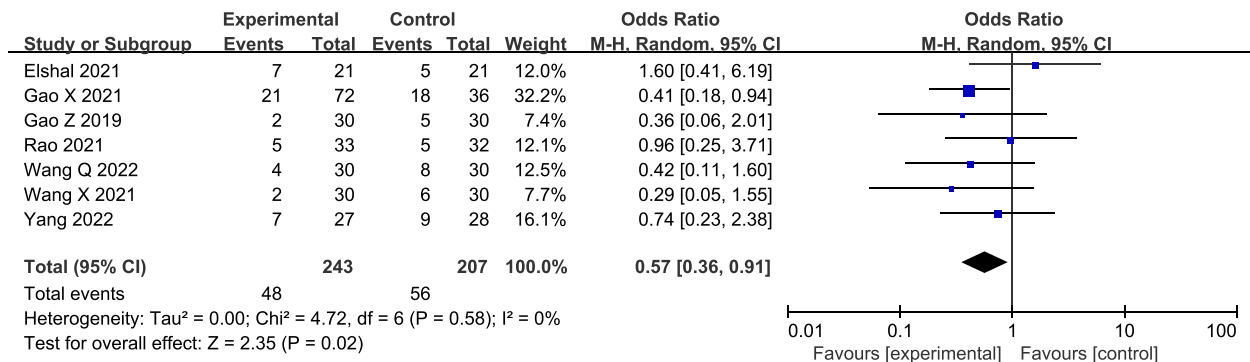 Experimental Control Odds Ratio Odds Ratio
Study or Subgroup Events Total Events Total Weight M-H, Random, 95% CI M-H, Random, 95% CI
Elshal 2021 7 21 5 21 12.0% 1.60 [0.41, 6.19]
Gao X 2021 21 72 18 36 32.2% 0.41 [0.18, 0.94]
Gao Z 2019 2 30 5 30 7.4% 0.36 [0.06, 2.01]
Rao 2021 5 33 5 32 12.1% 0.96 [0.25, 3.71]
Wang Q 2022 4 30 8 30 12.5% 0.42 [0.11, 1.60]
Wang X 2021 2 30 6 30 7.7% 0.29 [0.05, 1.55]
Yang 2022 7 27 9 28 16.1% 0.74 [0.23, 2.38]
Total (95% CI) 243 207 100.0% 0.57 [0.36, 0.91]
Total events 48 56
Heterogeneity: Tau² = 0.00; Chi² = 4.72, df = 6 (P = 0.58); I² = 0%
Test for overall effect: Z = 2.35 (P = 0.02)
0.01 0.1 1 10 100
Favours [experimental] Favours [control]